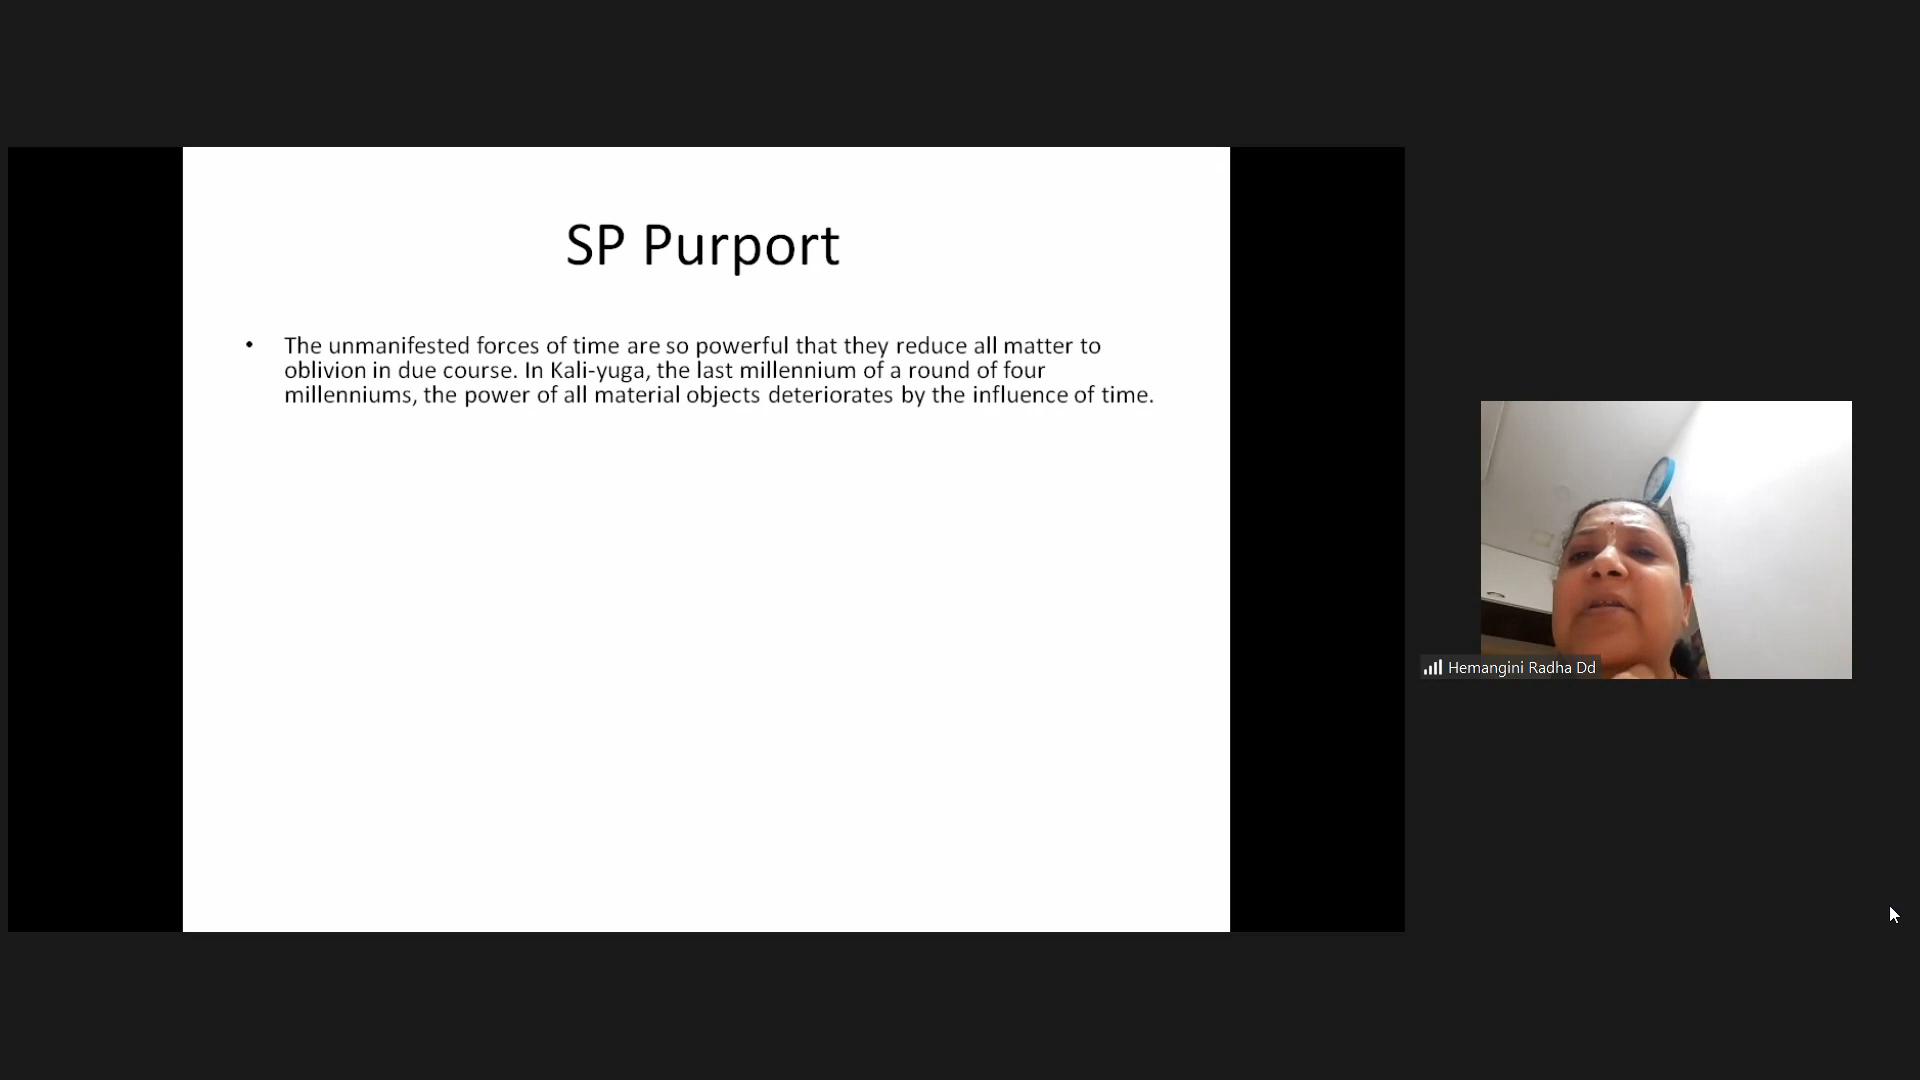 SP Purport
• The unmanifested forces of time are so powerful that they reduce all matter to
oblivion in due course. In Kali-yuga, the last millennium of a round of four
millenniums, the power of all material objects deteriorates by the influence of time.
Hemangini Radha Dd